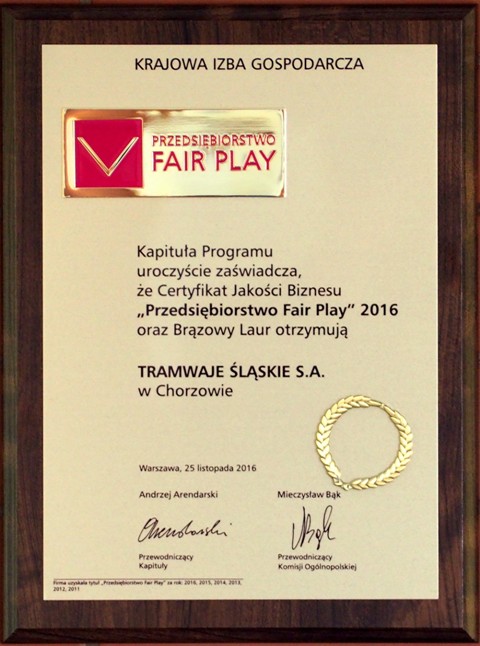 KRAJOWA IZBA GOSPODARCZA
PRZEDSIĘBIORSTWO
FAIR PLAY
Kapituła Programu
uroczyście zaświadcza,
że Certyfikat Jakości Biznesu
„Przedsiębiorstwo Fair Play” 2016
oraz Brązowy Laur otrzymują
TRAMWAJE ŚLĄSKIE S.A.
w Chorzowie
Warszawa, 25 listopada 2016
Andrzej Arendarski
Przewodniczący
Kapituły
Mieczysław Bąk
Przewodniczący
Komisji Ogólnopolskiej
Firma uzyskała tytuł „Przedsiębiorstwo Fair Play” za rok: 2016, 2015, 2014, 2013,
2012, 2011